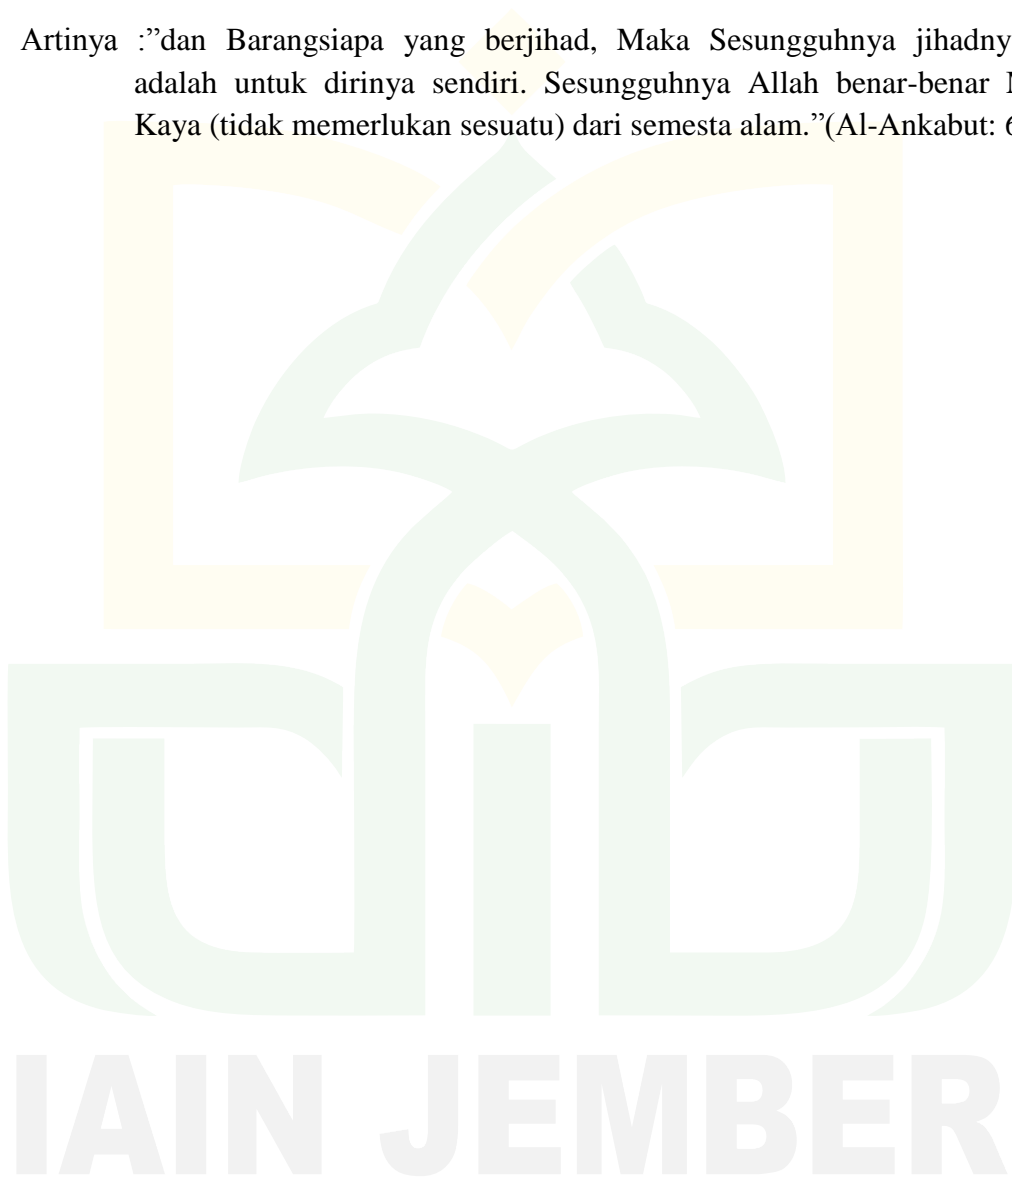 Artinya :”dan Barangsiapa yang berjihad, Maka Sesungguhnya jihadny
adalah untuk dirinya sendiri. Sesungguhnya Allah benar-benar
Kaya (tidak memerlukan sesuatu) dari semesta alam.”(Al-Ankabut:
IAIN JEMBER